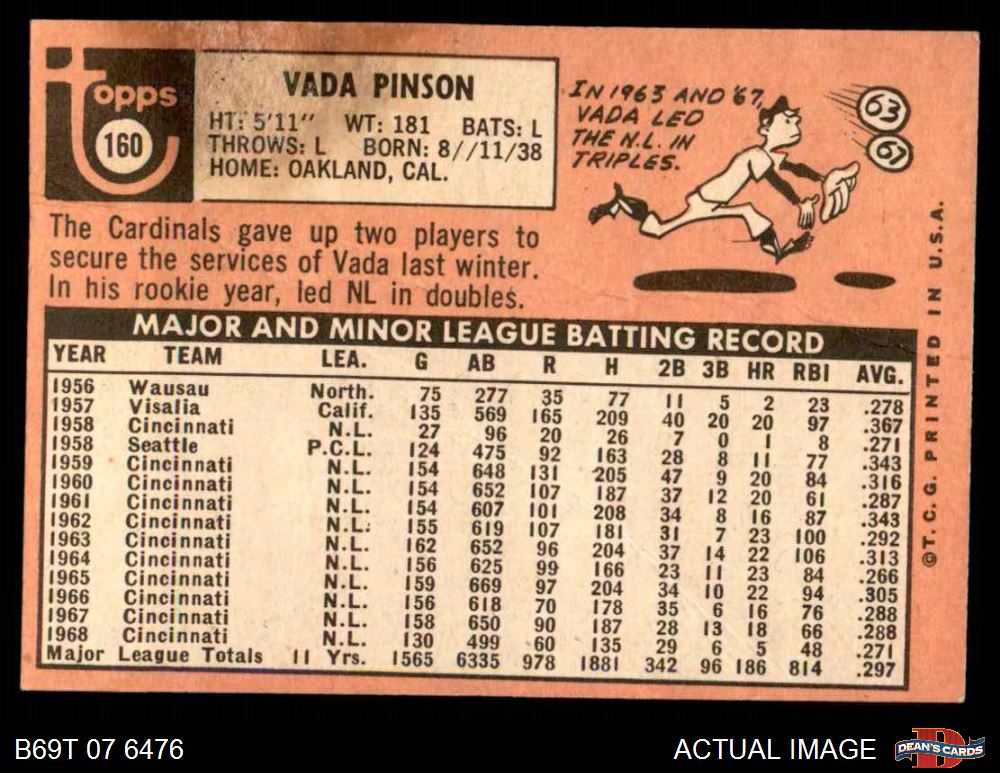 topps
160
VADA PINSON
HT: 5'11" WT: 181 BATS: L
THROWS: L BORN: 8//11/38
HOME: OAKLAND, CAL.
IN 1963 AND '67,
VADA LED
THE N.L. IN
TRIPLES.
63
67
The Cardinals gave up two players to
secure the services of Vada last winter.
In his rookie year, led NL in doubles.
MAJOR AND MINOR LEAGUE BATTING RECORD
YEAR TEAM LEA. G AB R H 2B 3B HR RBI AVG.
1956 Wausau North. 75 277 35 77 11 5 2 23 .278
1957 Visalia Calif. 135 569 165 209 40 20 20 97 .367
1958 Cincinnati N.L. 27 96 20 26 7 0 1 8 .271
1958 Seattle P.C.L. 124 475 92 163 28 8 11 77 .343
1959 Cincinnati N.L. 154 648 131 205 47 9 20 84 .316
1960 Cincinnati N.L. 154 652 107 187 37 12 20 61 .287
1961 Cincinnati N.L. 154 607 101 208 34 8 16 87 .343
1962 Cincinnati N.L. 155 619 107 181 31 7 23 100 .292
1963 Cincinnati N.L. 162 652 96 204 37 14 22 106 .313
1964 Cincinnati N.L. 156 625 99 166 23 11 23 84 .266
1965 Cincinnati N.L. 159 669 97 204 34 10 22 94 .305
1966 Cincinnati N.L. 156 618 70 178 35 6 16 76 .288
1967 Cincinnati N.L. 158 650 90 187 28 13 18 66 .288
1968 Cincinnati N.L. 130 499 60 135 29 6 5 48 .271
Major League Totals 11 Yrs. 1565 6335 978 1881 342 96 186 814 .297
©T. C. G. PRINTED IN U.S.A.
B69T 07 6476
ACTUAL IMAGE
D
DEAN'S CARDS